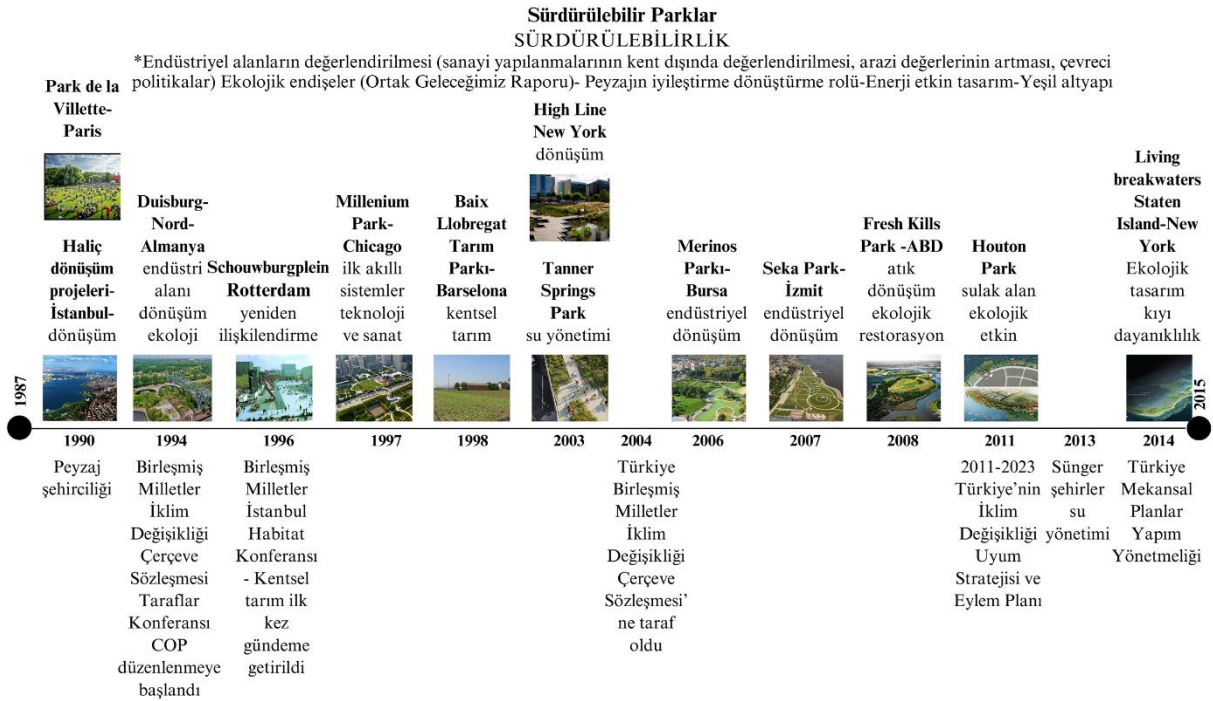 Sürdürülebilir Parklar
SÜRDÜRÜLEBİLİRLİK
*Endüstriyel alanların değerlendirilmesi (sanayi yapılanmalarının kent dışında değerlendirilmesi, arazi değerlerinin artması, çevreci
politikalar) Ekolojik endişeler (Ortak Geleceğimiz Raporu)- Peyzajın iyileştirme dönüştürme rolü-Enerji etkin tasarım-Yeşil altyapı
Park de la
Villette-
Paris
Haliç
dönüşüm
projeleri-
İstanbul-
dönüşüm
Duisburg-
Nord-
Almanya
endüstri
alanı
dönüşüm
ekoloji
Schouwburgplein
Rotterdam
yeniden
ilişkilendirme
Millenium
Park-
Chicago
ilk akıllı
sistemler
teknoloji
ve sanat
Baix
Llobregat
Tarım
Parkı-
Barselona
kentsel
tarım
High Line
New York
dönüşüm
Tanner
Springs
Park
su yönetimi
Merinos
Parkı-
Bursa
endüstriyel
dönüşüm
Seka Park-
İzmit
endüstriyel
dönüşüm
Fresh Kills
Park -ABD
atık
dönüşüm
ekolojik
restorasyon
Houton
Park
sulak alan
ekolojik
etkin
Living
breakwaters
Staten
Island-New
York
Ekolojik
tasarım
kıyı
dayanıklılık
1987
2015
1990
1994
1996
1997
1998
2003
2004
2006
2007
2008
2011
2013
2014
Peyzaj
şehirciliği
Birleşmiş
Milletler
İklim
Değişikliği
Çerçeve
Sözleşmesi
Taraflar
Konferansı
COP
düzenlenmeye
başlandı
Birleşmiş
Milletler
İstanbul
Habitat
Konferansı
- Kentsel
tarım ilk
kez
gündeme
getirildi
Türkiye
Birleşmiş
Milletler
İklim
Değişikliği
Çerçeve
Sözleşmesi’
ne taraf
oldu
2011-2023
Türkiye’nin
İklim
Değişikliği
Uyum
Stratejisi ve
Eylem Planı
Sünger
şehirler
su
yönetimi
Türkiye
Mekansal
Planlar
Yapım
Yönetmeliği